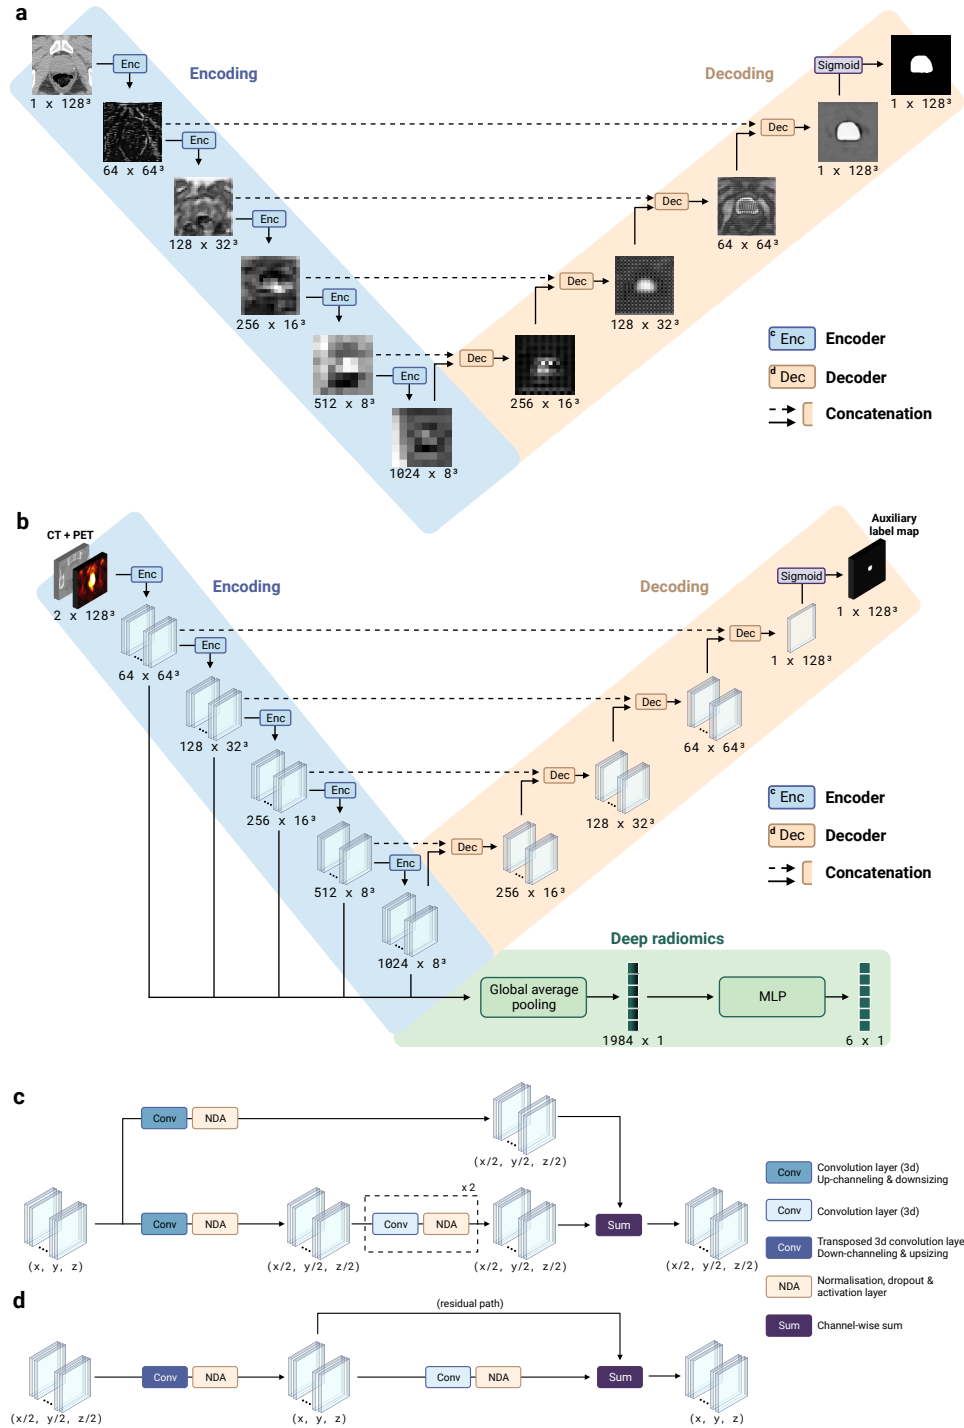 a
Enc
Encoding
Decoding
Sigmoid
1 x 128³
1 x 128³
Dec
Enc
64 x 64³
1 x 128³
Dec
Enc
128 x 32³
64 x 64³
Dec
Enc
256 x 16³
128 x 32³
c Enc Encoder
Dec
Enc
d Dec Decoder
512 x 8³
256 x 16³
Concatenation
1024 x 8³
b
CT + PET
Auxiliary
label map
Enc
Encoding
Decoding
Sigmoid
2 x 128³
1 x 128³
Dec
Enc
64 x 64³
1 x 128³
Dec
Enc
128 x 32³
64 x 64³
Dec
Enc
c Enc Encoder
256 x 16³
128 x 32³
d Dec Decoder
Dec
Enc
Concatenation
512 x 8³
256 x 16³
1024 x 8³
Deep radiomics
Global average
pooling
MLP
1984 x 1
6 x 1
c
Conv NDA
(x/2, y/2, z/2)
x 2
Conv NDA
Conv NDA
Sum
(x, y, z)
(x/2, y/2, z/2)
(x/2, y/2, z/2)
(x/2, y/2, z/2)
Conv Convolution layer (3d)
Up-channeling & downsizing
Conv Convolution layer (3d)
Conv Transposed 3d convolution laye
Down-channeling & upsizing
NDA Normalisation, dropout &
activation layer
Sum Channel-wise sum
d
(residual path)
Conv NDA
Conv NDA
Sum
(x/2, y/2, z/2)
(x, y, z)
(x, y, z)